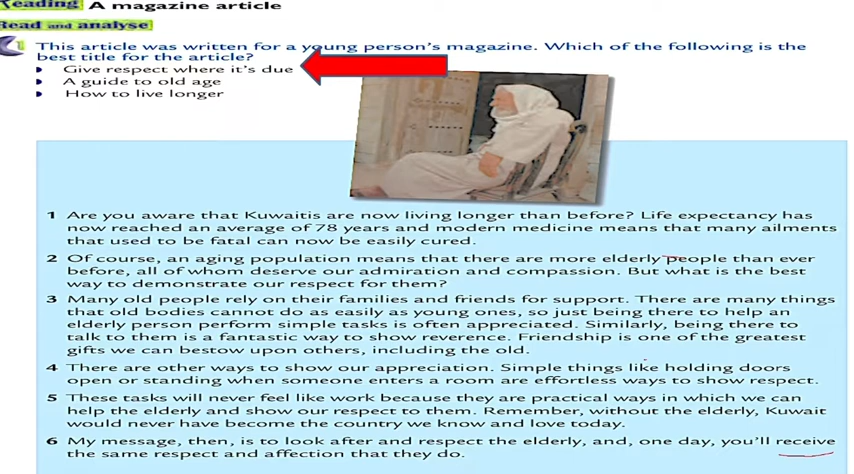 Reading A magazine article
Read and analyse
1 This article was written for a young person's magazine. Which of the following is the
best title for the article?
Give respect where it's due
A guide to old age
How to live longer
1 Are you aware that Kuwaitis are now living longer than before? Life expectancy has
now reached an average of 78 years and modern medicine means that many ailments
that used to be fatal can now be easily cured.
2 Of course, an aging population means that there are more elderly people than ever
before, all of whom deserve our admiration and compassion. But what is the best
way to demonstrate our respect for them?
3 Many old people rely on their families and friends for support. There are many things
that old bodies cannot do as easily as young ones, so just being there to help an
elderly person perform simple tasks is often appreciated. Similarly, being there to
talk to them is a fantastic way to show reverence. Friendship is one of the greatest
gifts we can bestow upon others, including the old.
4 There are other ways to show our appreciation. Simple things like holding doors
open or standing when someone enters a room are effortless ways to show respect.
5 These tasks will never feel like work because they are practical ways in which we can
help the elderly and show our respect to them. Remember, without the elderly, Kuwait
would never have become the country we know and love today.
6 My message, then, is to look after and respect the elderly, and, one day, you'll receive
the same respect and affection that they do.